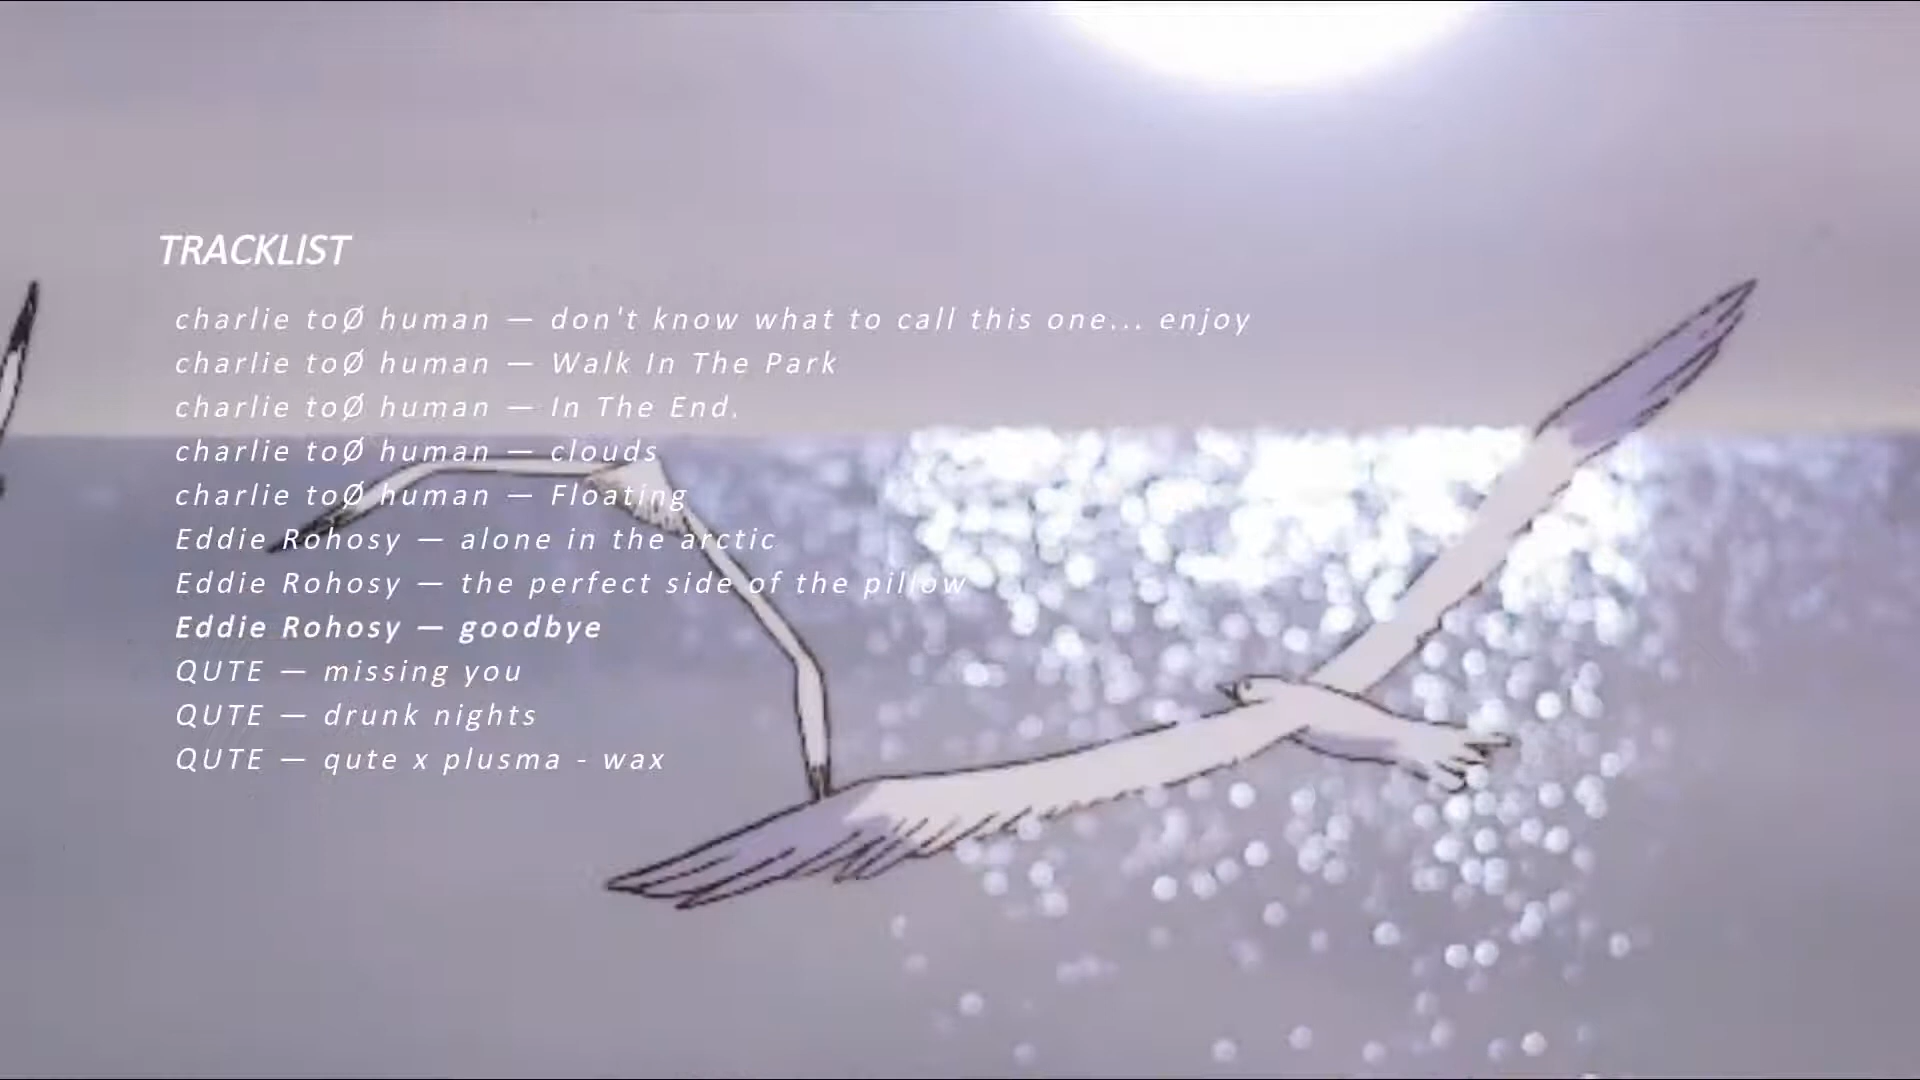 TRACKLIST
charlie toØ human — don't know what to call this one... enjoy
charlie toØ human — Walk In The Park
charlie toØ human — In The End.
charlie toØ human — clouds
charlie toØ human — Floating
Eddie Rohosy — alone in the arctic
Eddie Rohosy — the perfect side of the pillow
Eddie Rohosy — goodbye
QUTE — missing you
QUTE — drunk nights
QUTE — qute x plusma - wax